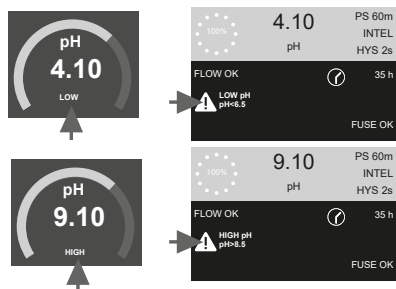 pH
4.10
LOW
100%
4.10
pH
PS 60m
INTEL
HYS 2s
FLOW OK
35 h
LOW pH
pH<6.5
FUSE OK
pH
9.10
HIGH
100%
9.10
pH
PS 60m
INTEL
HYS 2s
FLOW OK
35 h
HIGH pH
pH>8.5
FUSE OK